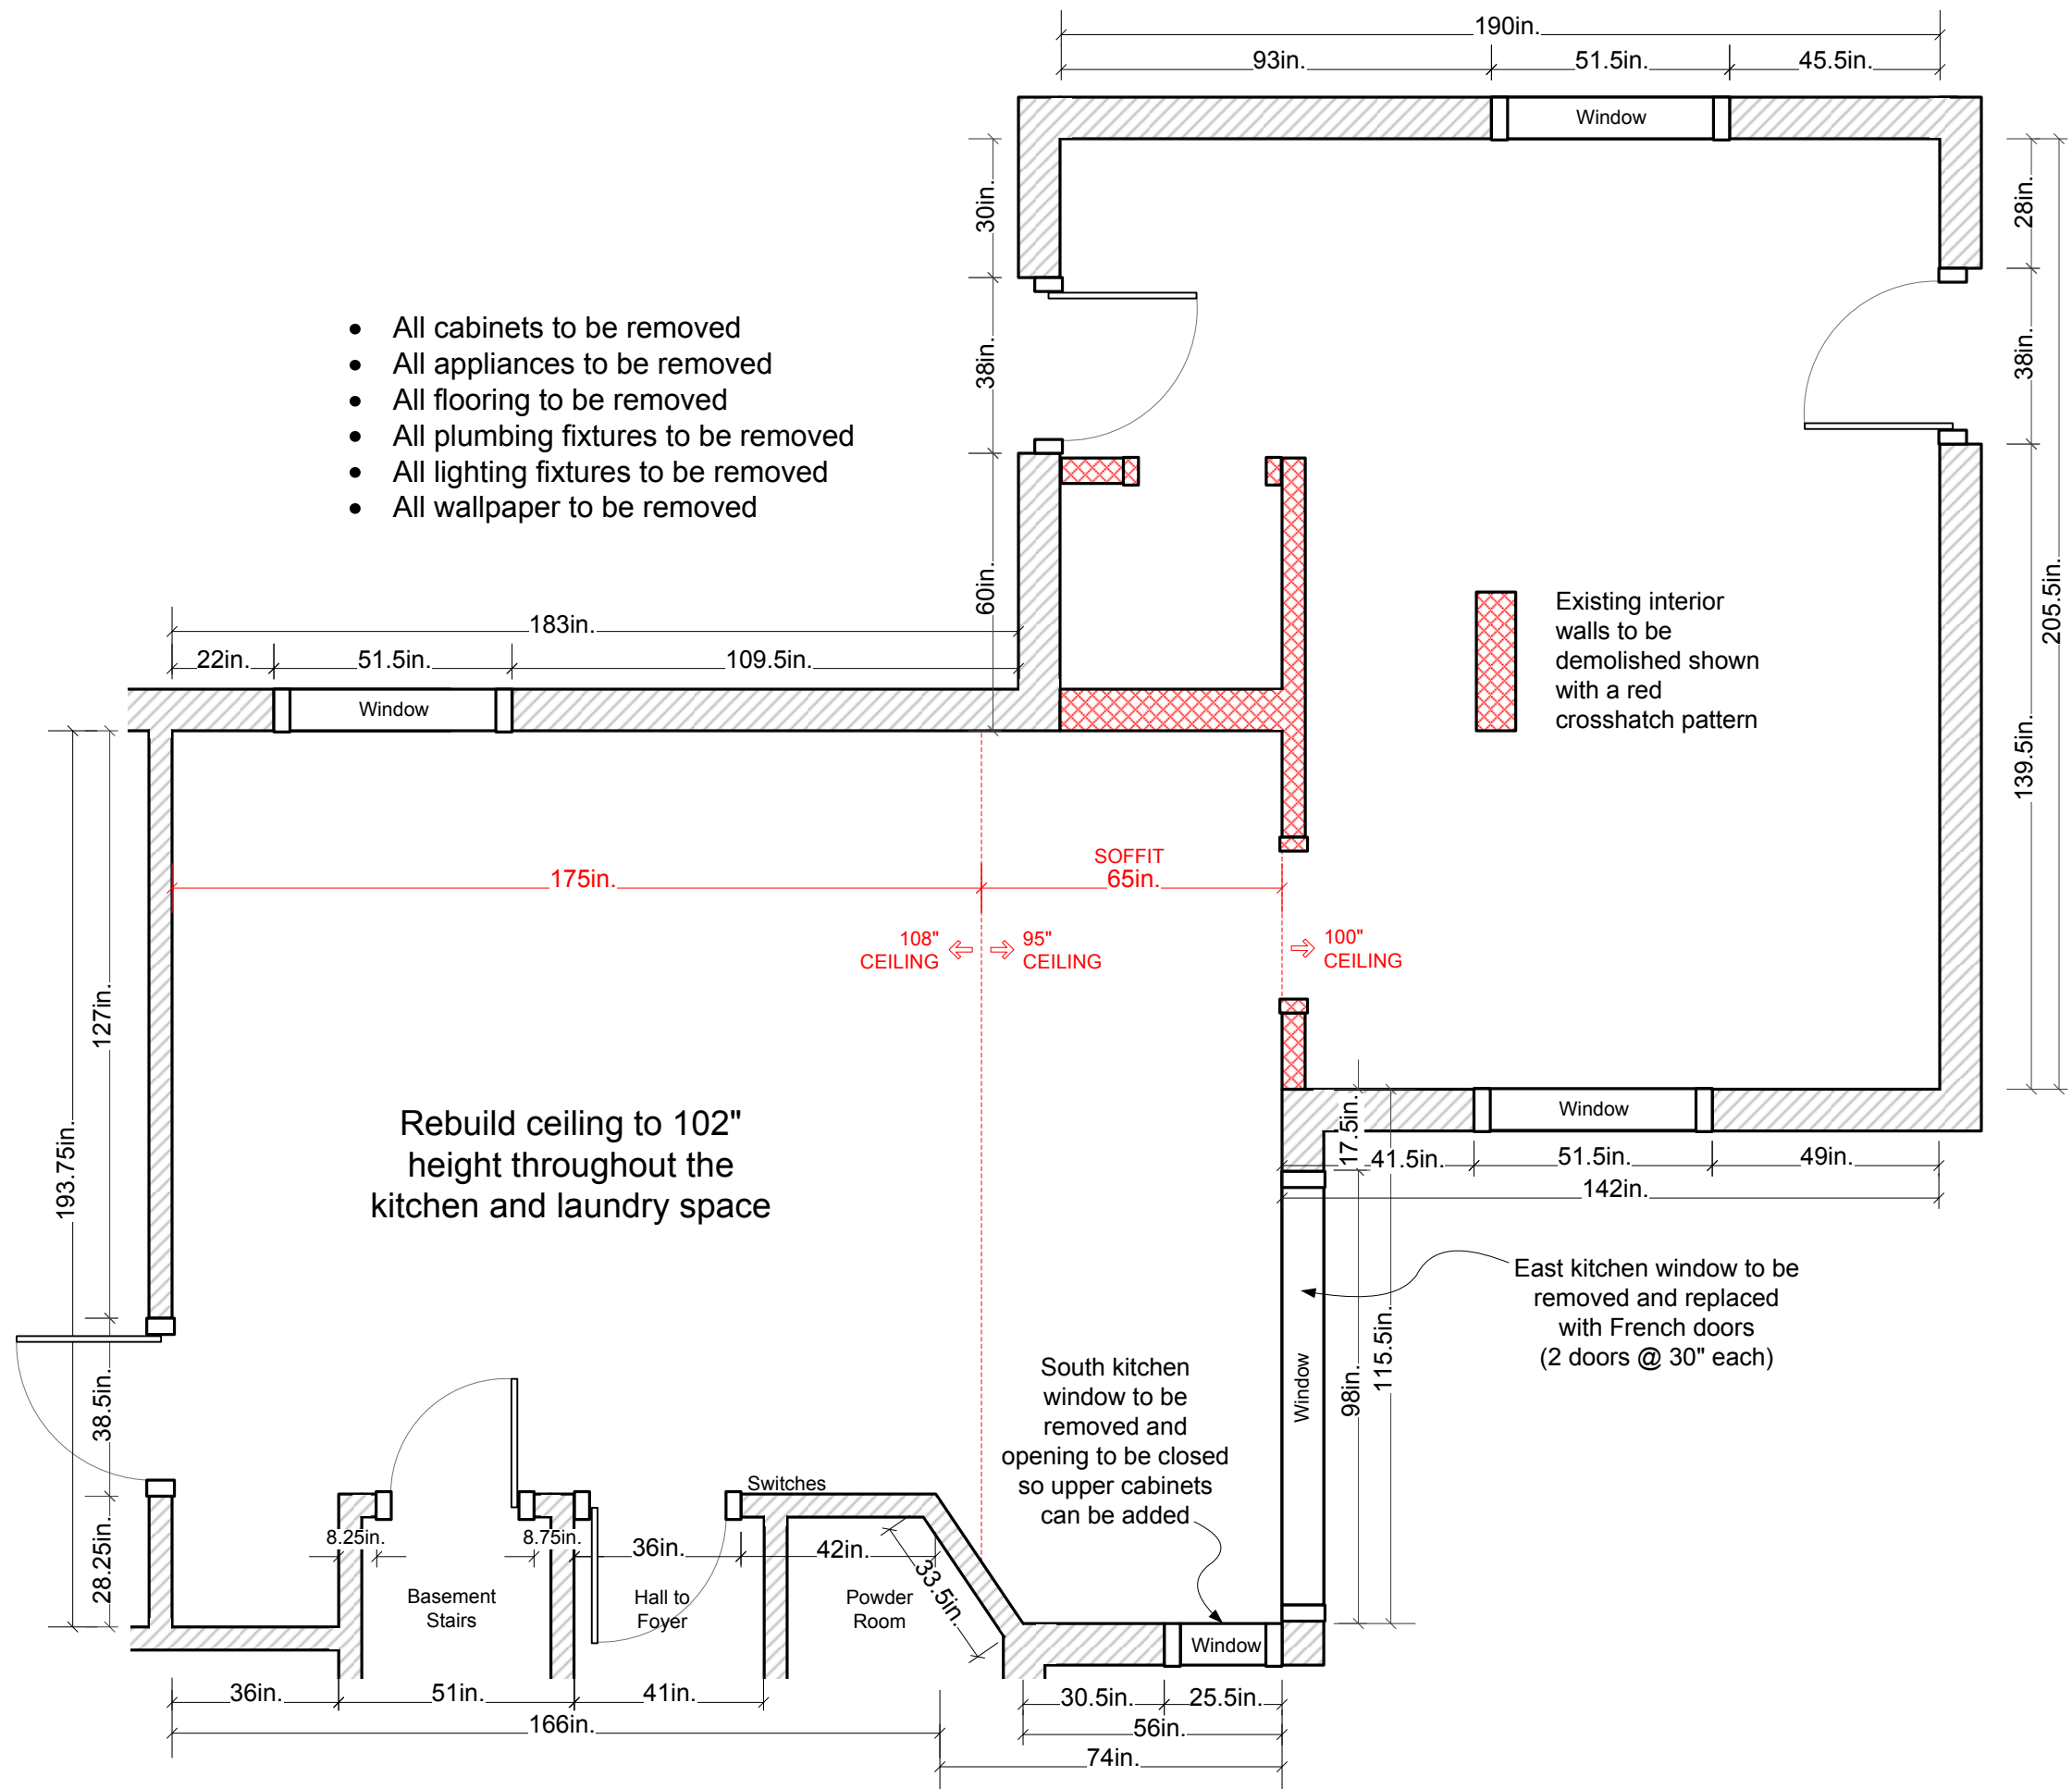 190in.
93in.
51.5in.
45.5in.
Window
30in.
28in.
38in.
38in.
60in.
205.5in.
139.5in.
• All cabinets to be removed
• All appliances to be removed
• All flooring to be removed
• All plumbing fixtures to be removed
• All lighting fixtures to be removed
• All wallpaper to be removed
Existing interior
walls to be
demolished shown
with a red
crosshatch pattern
183in.
22in.
51.5in.
109.5in.
Window
SOFFIT
175in.
65in.
108"
CEILING
95"
CEILING
100"
CEILING
127in.
193.75in.
38.5in.
28.25in.
Rebuild ceiling to 102"
height throughout the
kitchen and laundry space
Window
17.5in.
41.5in.
51.5in.
49in.
142in.
East kitchen window to be
removed and replaced
with French doors
(2 doors @ 30" each)
Window
98in.
115.5in.
South kitchen
window to be
removed and
opening to be closed
so upper cabinets
can be added
Switches
8.25in.
8.75in.
36in.
42in.
33.5in.
Basement
Stairs
Hall to
Foyer
Powder
Room
Window
36in.
51in.
41in.
30.5in.
25.5in.
166in.
56in.
74in.